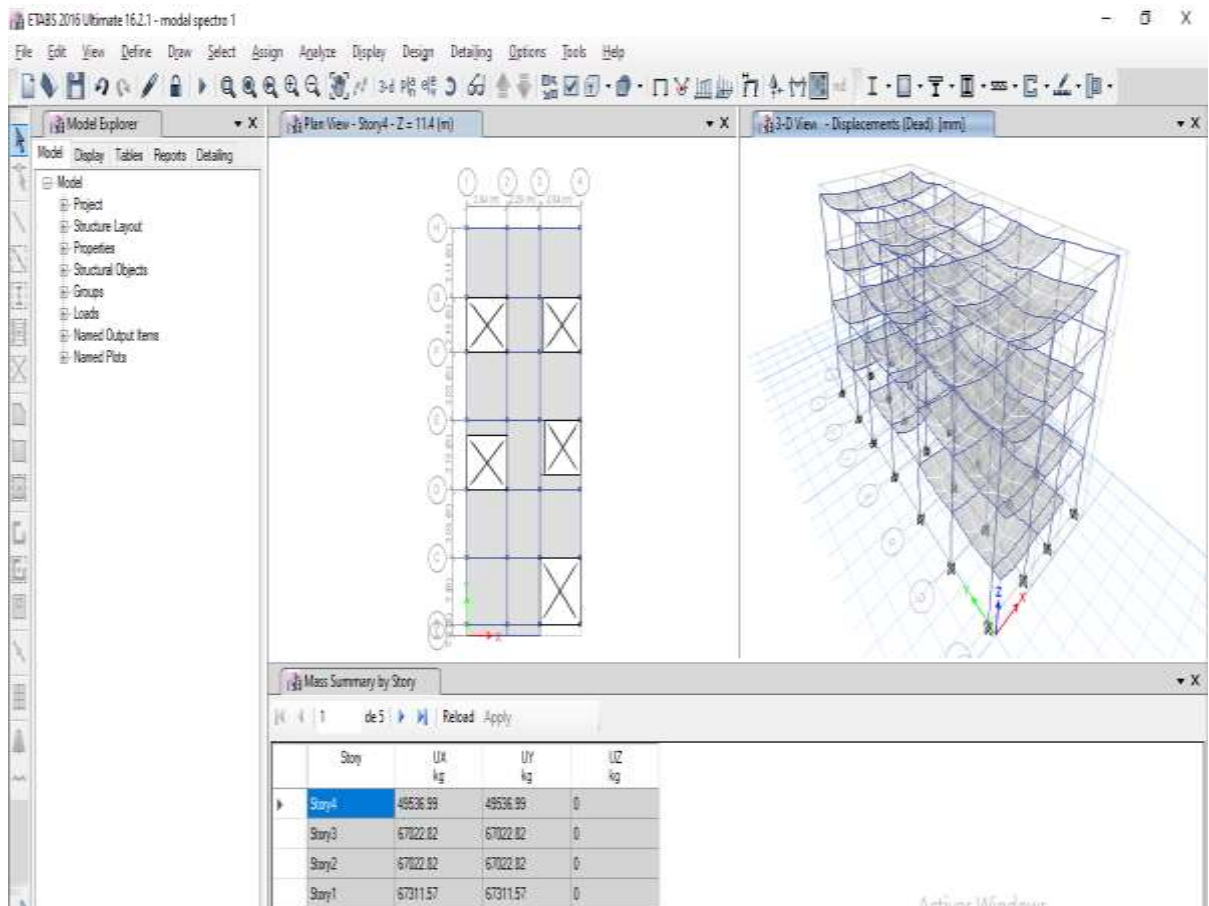 ETABS 2016 Ultimate 16.2.1 - modal spectro 1
File Edit View Define Draw Select Assign Analyze Display Design Detailing Options Tools Help
3-d
Model Explorer
Model Display Tables Reports Detailing
Model
Project
Structure Layout
Properties
Structural Objects
Groups
Loads
Named Output Items
Named Plots
Plan View - Story4 - Z = 11.4 (m)
1 2 3 4
H
G
F
E
D
C
X
3-D View - Displacements (Dead) [mm]
Z
X
Mass Summary by Story
1 de 5 Reload Apply
Story UX kg UY kg UZ kg
Story4 49536.99 49536.99 0
Story3 67022.82 67022.82 0
Story2 67022.82 67022.82 0
Story1 67311.57 67311.57 0
Activer Windows